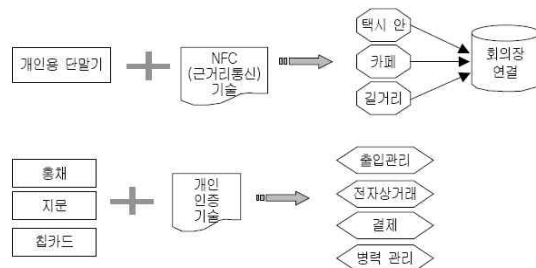 개인용 단말기
NFC
(근거리통신)
기술
택시 안
카페
길거리
회의장
연결
홍채
지문
칩카드
개인
인증
기술
출입관리
전자상거래
결제
병력 관리